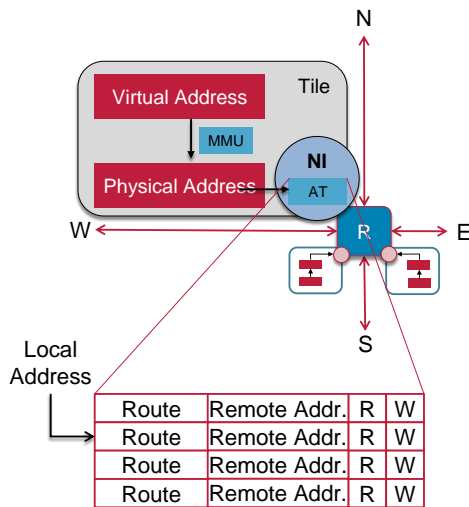 N
Tile
Virtual Address
MMU
NI
Physical Address
AT
W
R
E
S
Local
Address
Route Remote Addr. R W
Route Remote Addr. R W
Route Remote Addr. R W
Route Remote Addr. R W